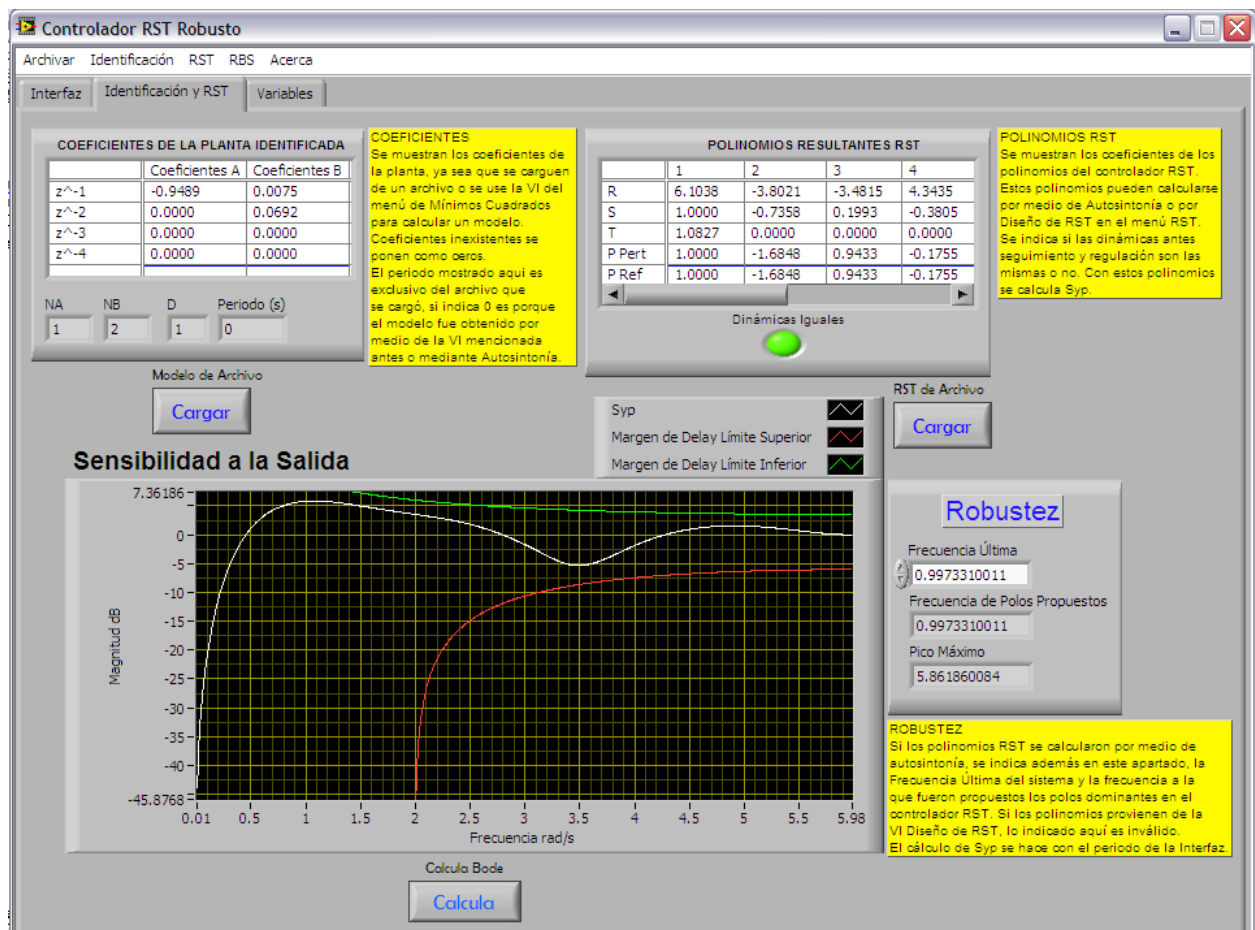 Controlador RST Robusto
Archivar Identificación RST RBS Acerca
Interfaz Identificación y RST Variables
COEFICIENTES DE LA PLANTA IDENTIFICADA
Coeficientes A Coeficientes B
z^-1 -0.9489 0.0075
z^-2 0.0000 0.0692
z^-3 0.0000 0.0000
z^-4 0.0000 0.0000
NA NB D Periodo (s)
1 2 1 0
COEFICIENTES
Se muestran los coeficientes de
la planta, ya sea que se carguen
de un archivo o se use la VI del
menú de Mínimos Cuadrados
para calcular un modelo.
Coeficientes inexistentes se
ponen como ceros.
El periodo mostrado aqui es
exclusivo del archivo que
se cargó, si indica 0 es porque
el modelo fue obtenido por
medio de la VI mencionada
antes o mediante Autosintonía.
POLINOMIOS RESULTANTES RST
1 2 3 4
R 6.1038 -3.8021 -3.4815 4.3435
S 1.0000 -0.7358 0.1993 -0.3805
T 1.0827 0.0000 0.0000 0.0000
P Pert 1.0000 -1.6848 0.9433 -0.1755
P Ref 1.0000 -1.6848 0.9433 -0.1755
Dinámicas Iguales
POLINOMIOS RST
Se muestran los coeficientes de los
polinomios del controlador RST.
Estos polinomios pueden calcularse
por medio de Autosintonía o por
Diseño de RST en el menú RST.
Se indica si las dinámicas antes
seguimiento y regulación son las
mismas o no. Con estos polinomios
se calcula Syp.
Modelo de Archivo
Cargar
RST de Archivo
Cargar
Syp
Margen de Delay Límite Superior
Margen de Delay Límite Inferior
Sensibilidad a la Salida
7.36186
0
-5
-10
-15
-20
-25
-30
-35
-40
-45.8768
Magnitud dB
0.01 0.5 1 1.5 2 2.5 3 3.5 4 4.5 5 5.5 5.98
Frecuencia rad/s
Robustez
Frecuencia Última
0.9973310011
Frecuencia de Polos Propuestos
0.9973310011
Pico Máximo
5.861860084
ROBUSTEZ
Si los polinomios RST se calcularon por medio de
autosintonía, se indica además en este apartado, la
Frecuencia Última del sistema y la frecuencia a la
que fueron propuestos los polos dominantes en el
controlador RST. Si los polinomios provienen de la
VI Diseño de RST, lo indicado aquí es inválido.
El cálculo de Syp se hace con el periodo de la Interfaz.
Calcula Bode
Calcula